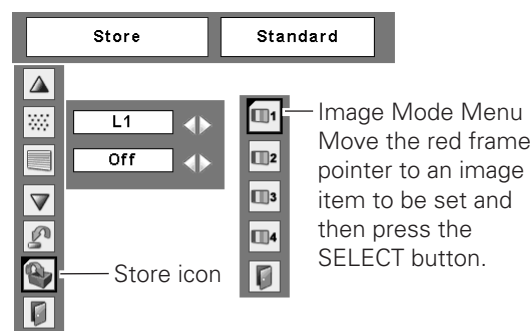 Store
Standard
L1
Off
1
2
3
4
Image Mode Menu
Move the red frame
pointer to an image
item to be set and
then press the
SELECT button.
Store icon